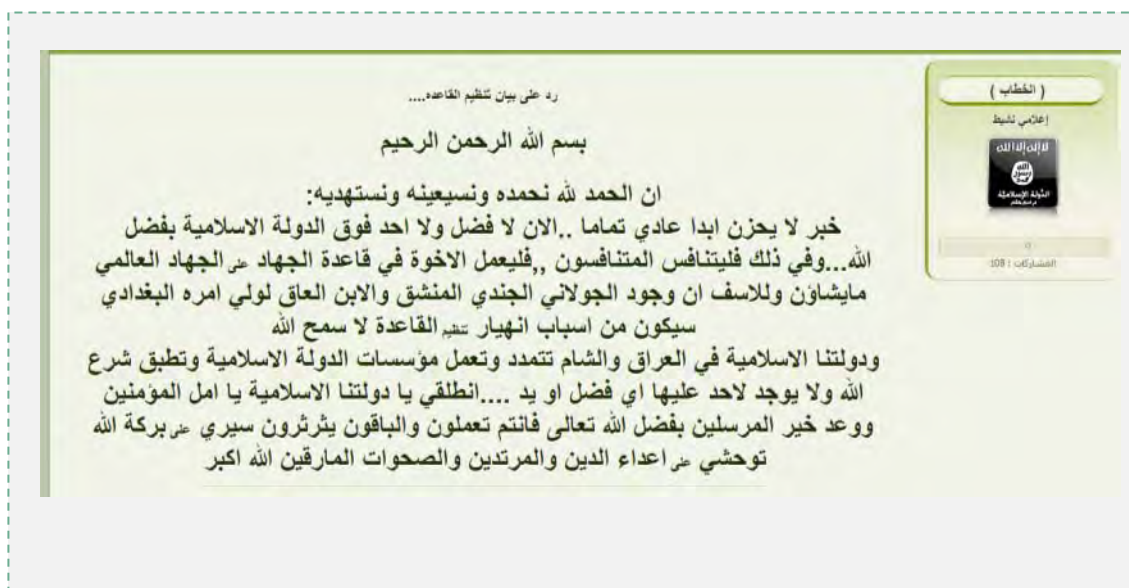 رد على بيان تنظيم القاعده....
بسم الله الرحمن الرحيم
ان الحمد لله نحمده ونسيعينه ونستهديه:
خبر لا يحزن ابدا عادي تماما ..الان لا فضل ولا احد فوق الدولة الاسلامية بفضل
الله...وفي ذلك فليتنافس المتنافسون ,,فليعمل الاخوة في قاعدة الجهاد على الجهاد العالمي
مايشاؤن وللاسف ان وجود الجولاني الجندي المنشق والابن العاق لولي امره البغدادي
سيكون من اسباب انهيار تنظيم القاعدة لا سمح الله
ودولتنا الاسلامية في العراق والشام تتمدد وتعمل مؤسسات الدولة الاسلامية وتطبق شرع
الله ولا يوجد لاحد عليها اي فضل او يد ....انطلقي يا دولتنا الاسلامية يا امل المؤمنين
ووعد خير المرسلين بفضل الله تعالى فانتم تعملون والباقون يثرثرون سيري على بركة الله
توحشي على اعداء الدين والمرتدين والصحوات المارقين الله اكبر
( الخطاب )
إعلامي نشيط
لا إله إلا الله
الله
رسول
محمد
الدولة الإسلامية
المشاركات : 108